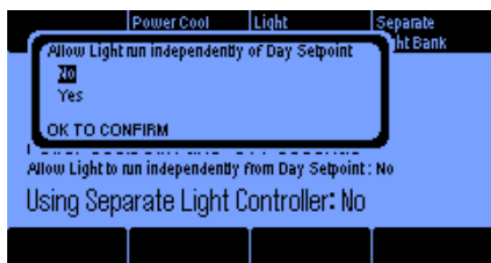 Power Cool
Light
Separate
ht Bank
Allow Light run independently of Day Setpoint
No
Yes
OK TO CONFIRM
Allow Light to run independently from Day Setpoint: No
Using Separate Light Controller: No